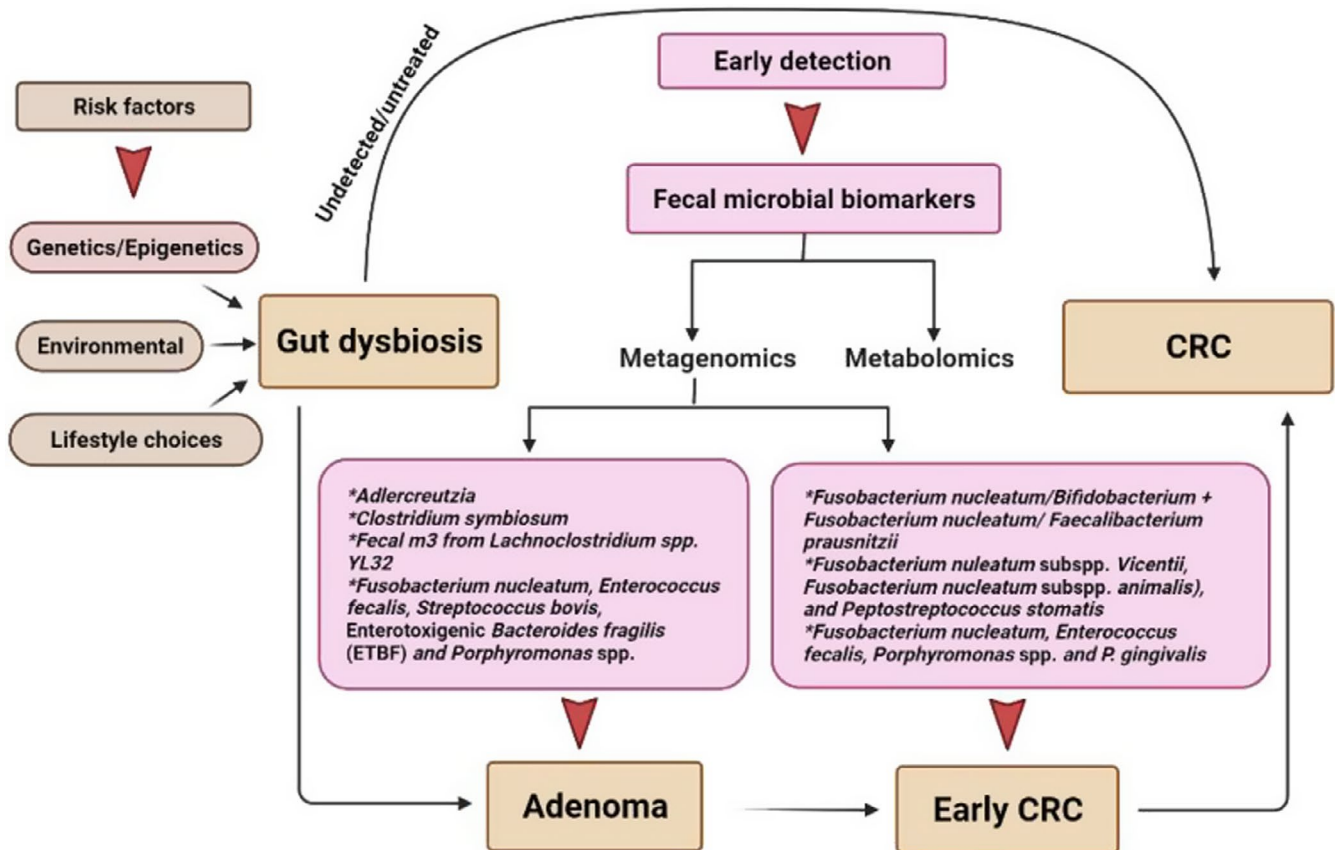 Undetected/untreated
Early detection
Risk factors
Fecal microbial biomarkers
Genetics/Epigenetics
Environmental
Lifestyle choices
Gut dysbiosis
Metagenomics
Metabolomics
CRC
*Adlercreutzia
*Clostridium symbiosum
*Fecal m3 from Lachnoclostridium spp.
YL32
*Fusobacterium nucleatum, Enterococcus
fecalis, Streptococcus bovis,
Enterotoxigenic Bacteroides fragilis
(ETBF) and Porphyromonas spp.
*Fusobacterium nucleatum/Bifidobacterium +
Fusobacterium nucleatum/ Faecalibacterium
prausnitzii
*Fusobacterium nuleatum subspp. Vicentii,
Fusobacterium nucleatum subspp. animalis),
and Peptostreptococcus stomatis
*Fusobacterium nucleatum, Enterococcus
fecalis, Porphyromonas spp. and P. gingivalis
Adenoma
Early CRC